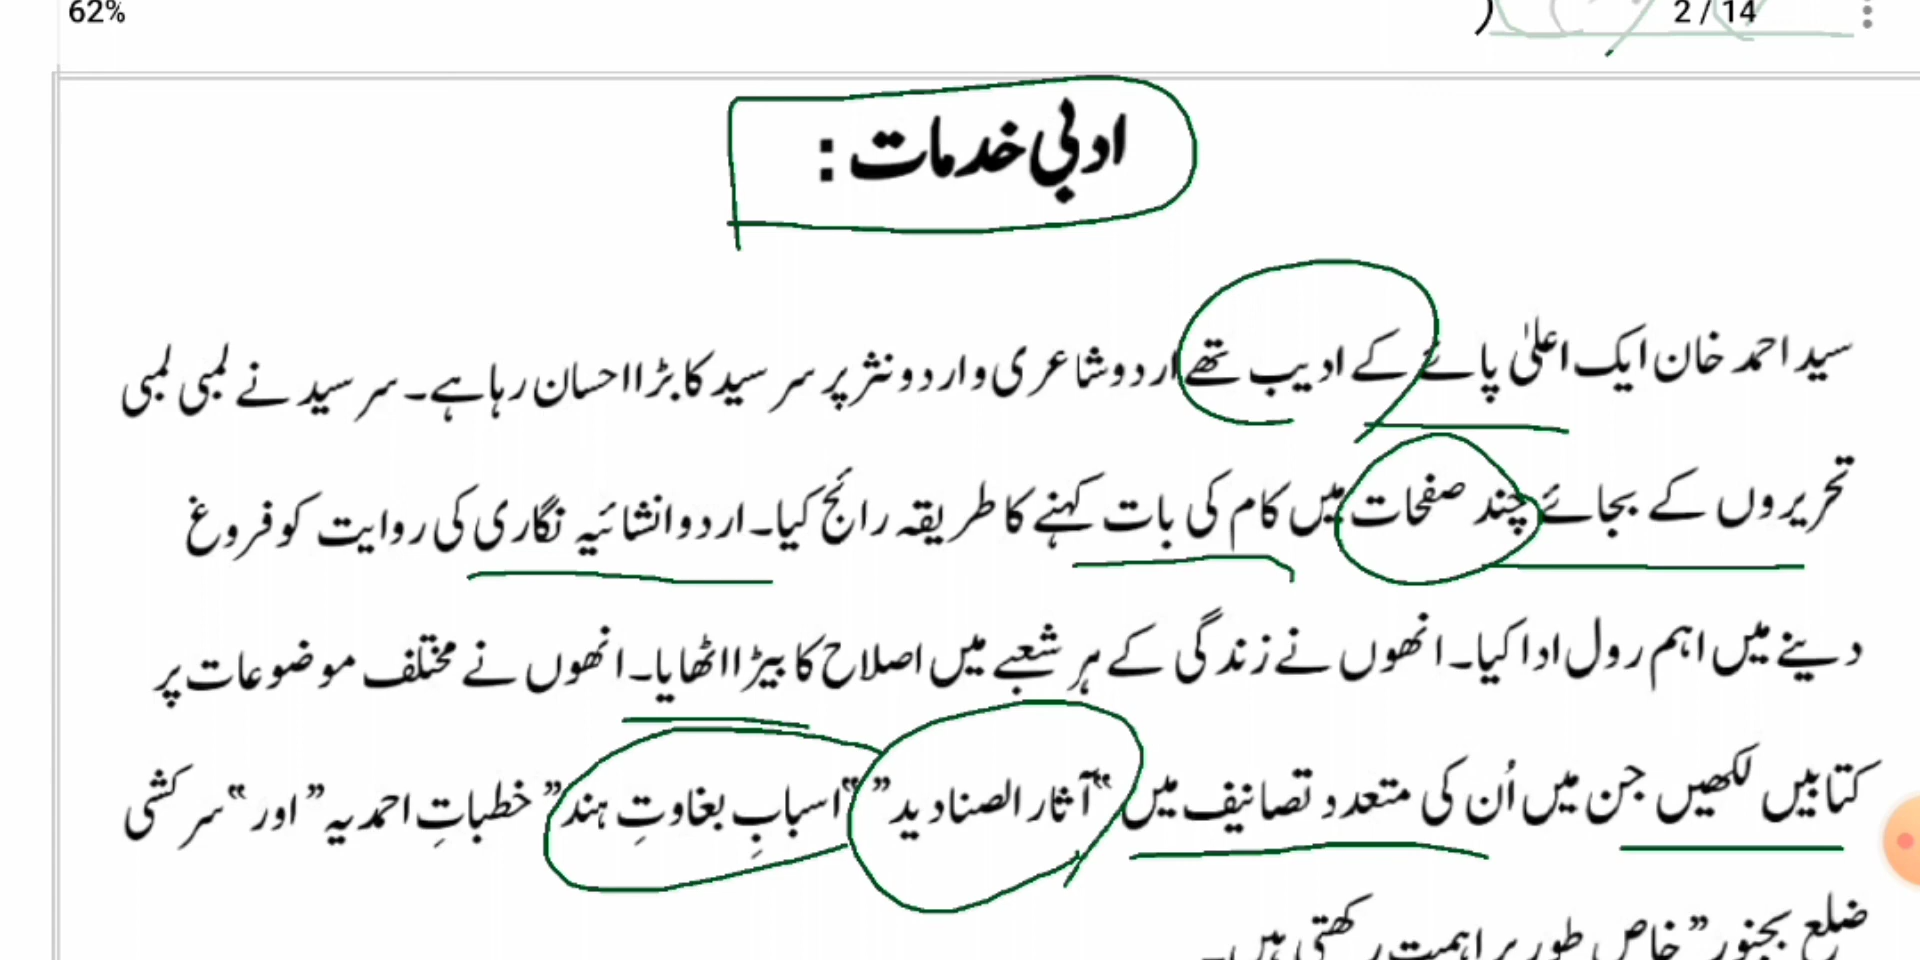 62%
2 / 14
ادبی خدمات :
سید احمد خان ایک اعلیٰ پائے کے ادیب تھے اردو شاعری و اردو نثر پر سر سید کا بڑا احسان رہا ہے۔ سر سید نے لمبی لمبی
تحریروں کے بجائے چند صفحات میں کام کی بات کہنے کا طریقہ رائج کیا۔ اردو انشائیہ نگاری کی روایت کو فروغ
دینے میں اہم رول ادا کیا۔ انھوں نے زندگی کے ہر شعبے میں اصلاح کا بیڑا اٹھایا۔ انھوں نے مختلف موضوعات پر
کتابیں لکھیں جن میں اُن کی متعدد تصانیف میں “آثار الصنادید” “اسبابِ بغاوتِ ہند” خطباتِ احمدیہ” اور “سرکشی
ضلع بجنور” خاص طور پر اہمیت رکھتی ہیں۔